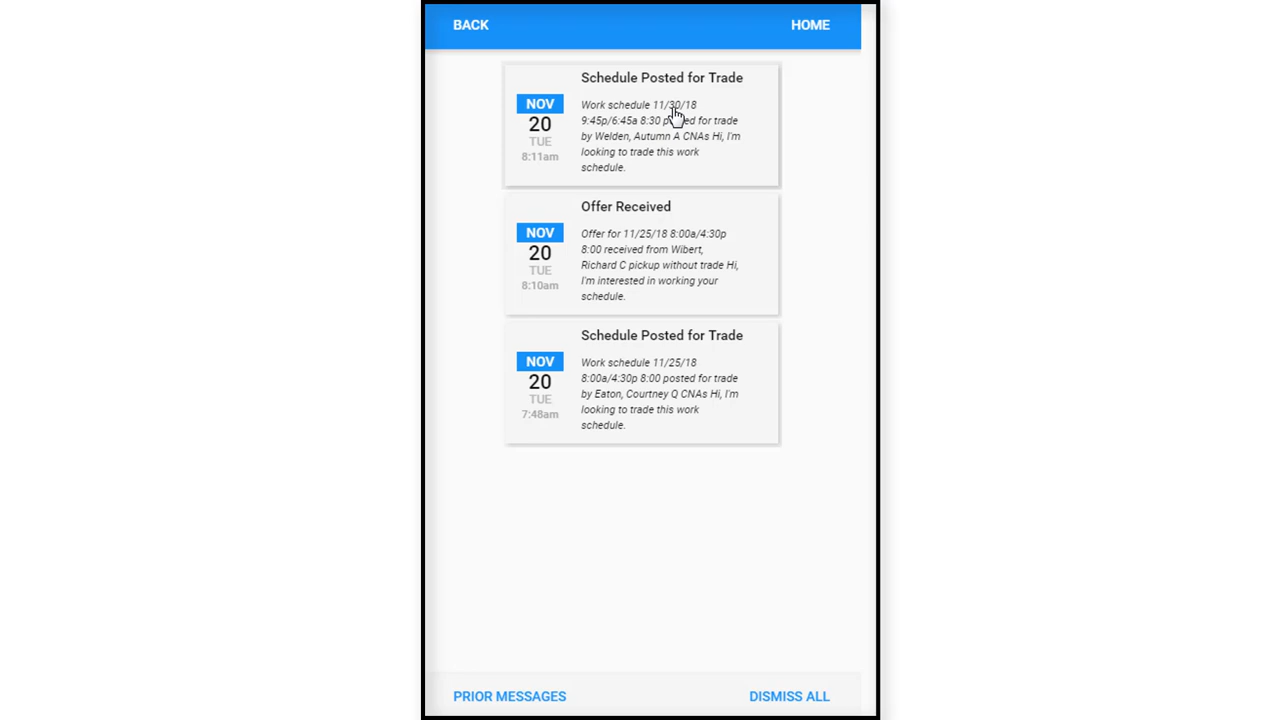 BACK HOME
Schedule Posted for Trade
NOV
20
TUE
8:11am
Work schedule 11/30/18
9:45p/6:45a 8:30 posted for trade
by Welden, Autumn A CNAs Hi, I'm
looking to trade this work
schedule.
Offer Received
NOV
20
TUE
8:10am
Offer for 11/25/18 8:00a/4:30p
8:00 received from Wibert,
Richard C pickup without trade Hi,
I'm interested in working your
schedule.
Schedule Posted for Trade
NOV
20
TUE
7:48am
Work schedule 11/25/18
8:00a/4:30p 8:00 posted for trade
by Eaton, Courtney Q CNAs Hi, I'm
looking to trade this work
schedule.
PRIOR MESSAGES DISMISS ALL